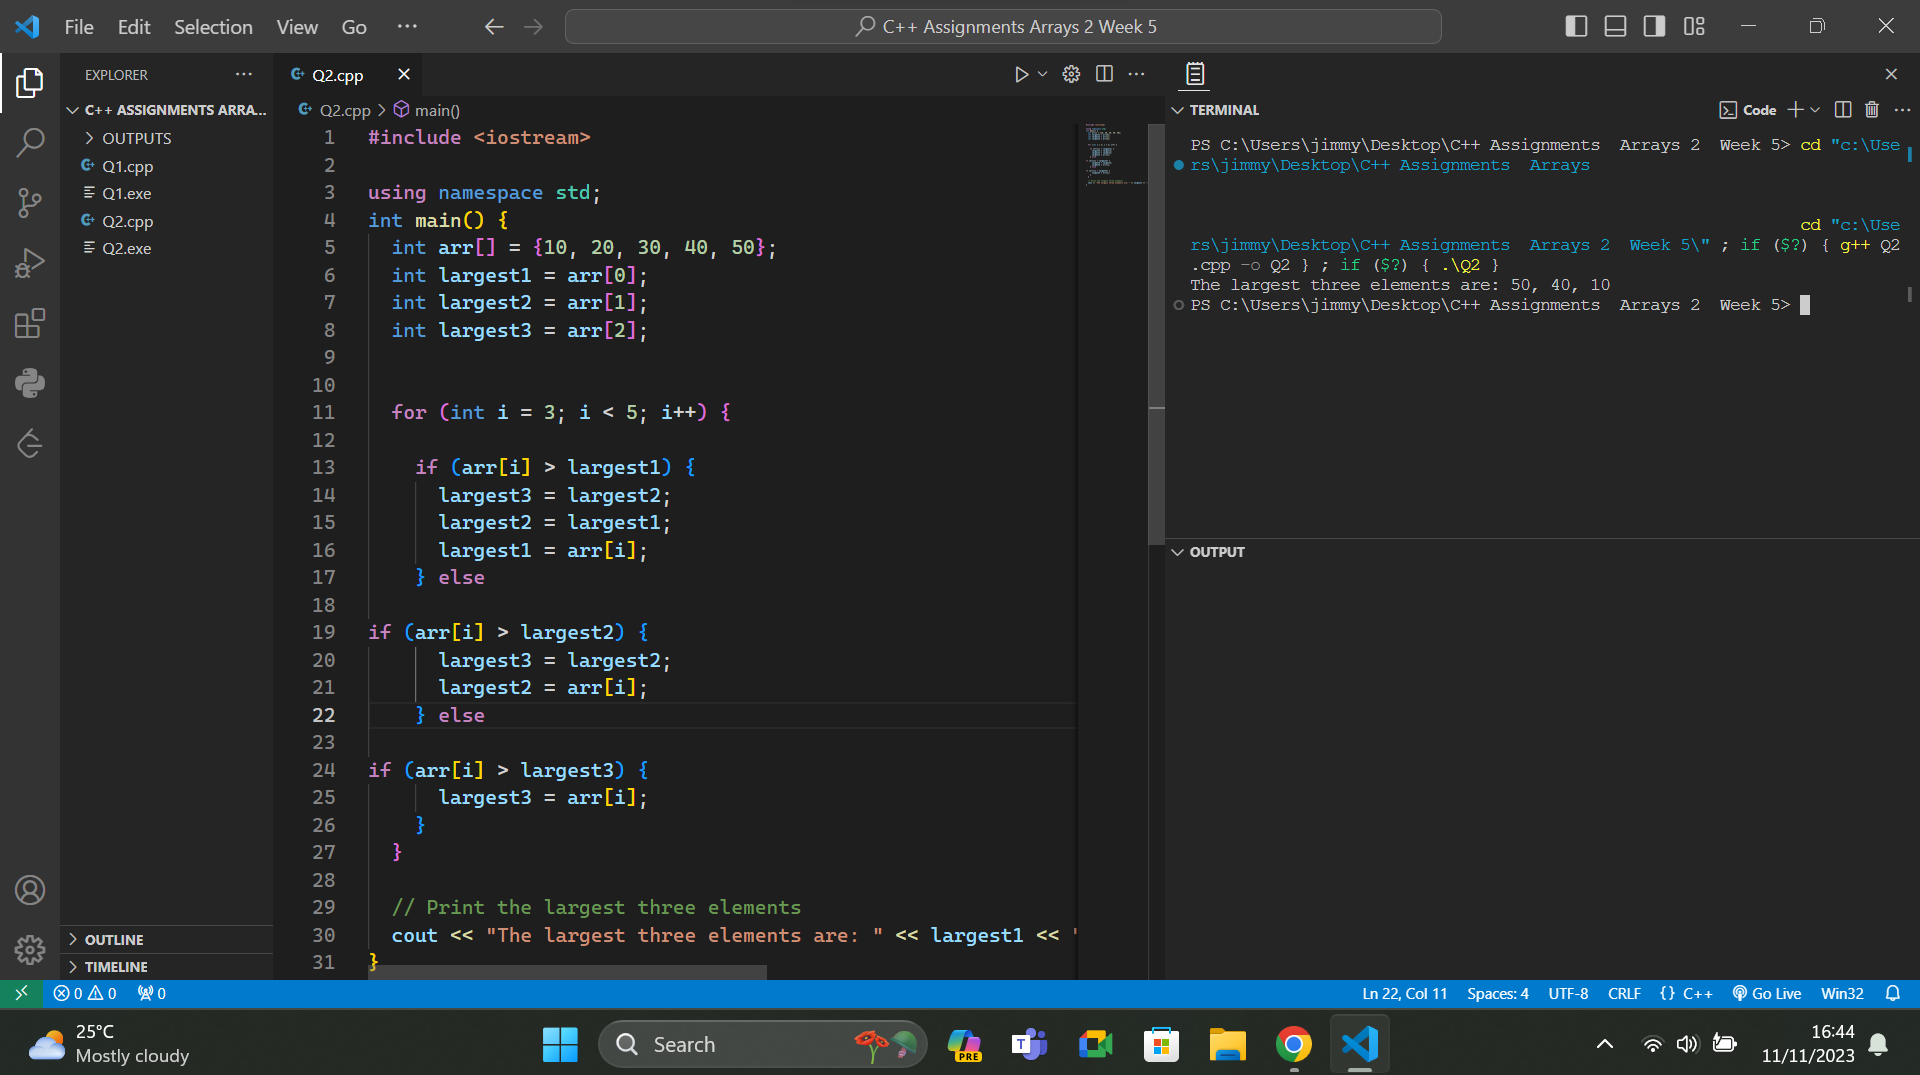 File Edit Selection View Go ···
C++ Assignments Arrays 2 Week 5
EXPLORER
C++ ASSIGNMENTS ARRA...
OUTPUTS
Q1.cpp
Q1.exe
Q2.cpp
Q2.exe
OUTLINE
TIMELINE
Q2.cpp
Q2.cpp > main()
1 #include <iostream>
2
3 using namespace std;
4 int main() {
5 int arr[] = {10, 20, 30, 40, 50};
6 int largest1 = arr[0];
7 int largest2 = arr[1];
8 int largest3 = arr[2];
9
10
11 for (int i = 3; i < 5; i++) {
12
13 if (arr[i] > largest1) {
14 largest3 = largest2;
15 largest2 = largest1;
16 largest1 = arr[i];
17 } else
18
19 if (arr[i] > largest2) {
20 largest3 = largest2;
21 largest2 = arr[i];
22 } else
23
24 if (arr[i] > largest3) {
25 largest3 = arr[i];
26 }
27 }
28
29 // Print the largest three elements
30 cout << "The largest three elements are: " << largest1 << "
31 }
TERMINAL
Code
PS C:\Users\jimmy\Desktop\C++ Assignments Arrays 2 Week 5> cd "c:\Use
rs\jimmy\Desktop\C++ Assignments Arrays
cd "c:\Use
rs\jimmy\Desktop\C++ Assignments Arrays 2 Week 5\" ; if ($?) { g++ Q2
.cpp -o Q2 } ; if ($?) { .\Q2 }
The largest three elements are: 50, 40, 10
PS C:\Users\jimmy\Desktop\C++ Assignments Arrays 2 Week 5>
OUTPUT
0 0 0
Ln 22, Col 11 Spaces: 4 UTF-8 CRLF {} C++ Go Live Win32
25°C
Mostly cloudy
Search
PRE
T
16:44
11/11/2023